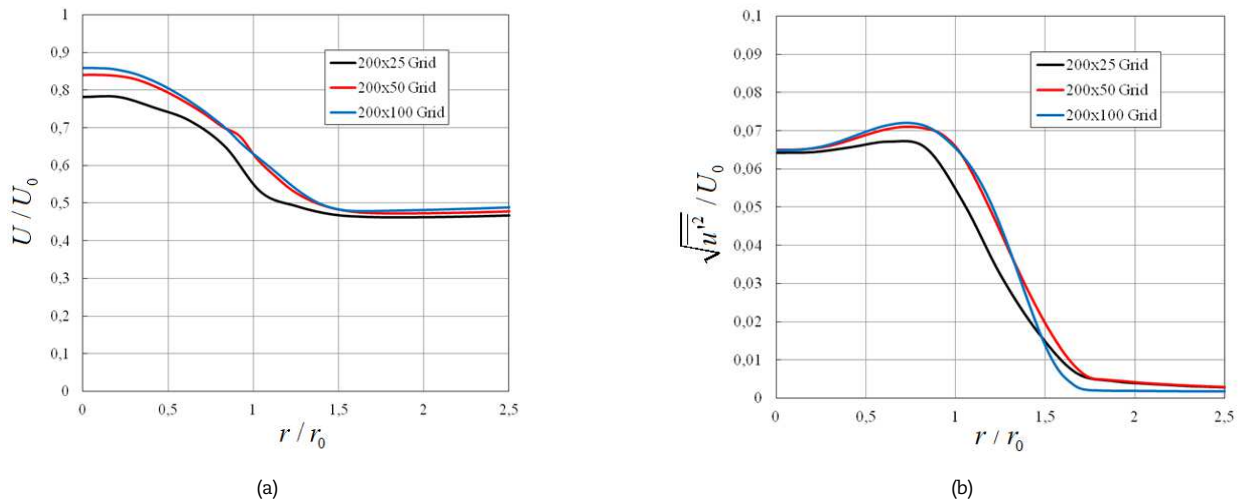 1
0,9
0,8
0,7
0,6
0,5
0,4
0,3
0,2
0,1
0
U / U0
0 0,5 1 1,5 2 2,5
r / r0
200x25 Grid
200x50 Grid
200x100 Grid
(a)
0,1
0,09
0,08
0,07
0,06
0,05
0,04
0,03
0,02
0,01
0
√u'² / U0
0 0,5 1 1,5 2 2,5
r / r0
200x25 Grid
200x50 Grid
200x100 Grid
(b)